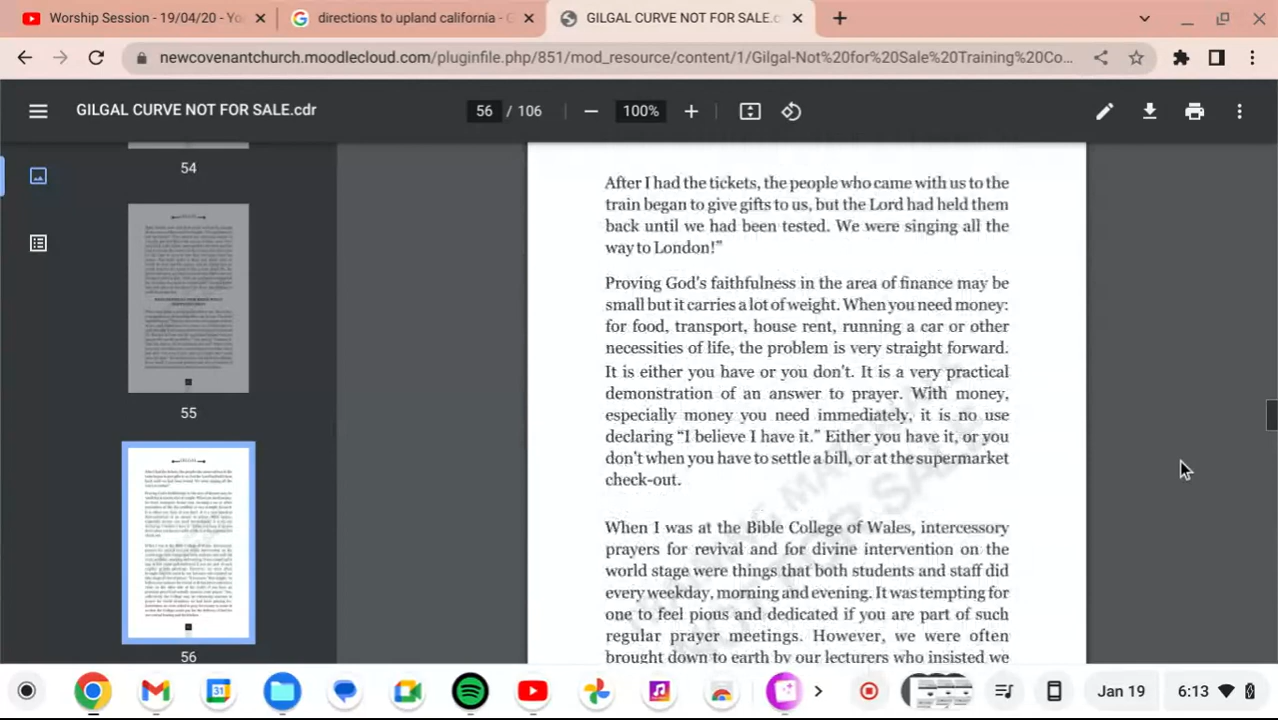 Worship Session - 19/04/20 - Yo
directions to upland california - G
GILGAL CURVE NOT FOR SALE.c
newcovenantchurch.moodlecloud.com/pluginfile.php/851/mod_resource/content/1/Gilgal-Not%20for%20Sale%20Training%20Co...
GILGAL CURVE NOT FOR SALE.cdr
56 / 106
100%
54
55
56
After I had the tickets, the people who came with us to the
train began to give gifts to us, but the Lord had held them
back until we had been tested. We were singing all the
way to London!”
Proving God's faithfulness in the area of finance may be
small but it carries a lot of weight. When you need money:
for food, transport, house rent, running a car or other
necessities of life, the problem is very straight forward.
It is either you have or you don't. It is a very practical
demonstration of an answer to prayer. With money,
especially money you need immediately, it is no use
declaring “I believe I have it.” Either you have it, or you
don't when you have to settle a bill, or at the supermarket
check-out.
When I was at the Bible College of Wales, intercessory
prayers for revival and for divine intervention on the
world stage were things that both students and staff did
every weekday, morning and evening. It was tempting for
one to feel pious and dedicated if you are part of such
regular prayer meetings. However, we were often
brought down to earth by our lecturers who insisted we
31
Jan 19
6:13